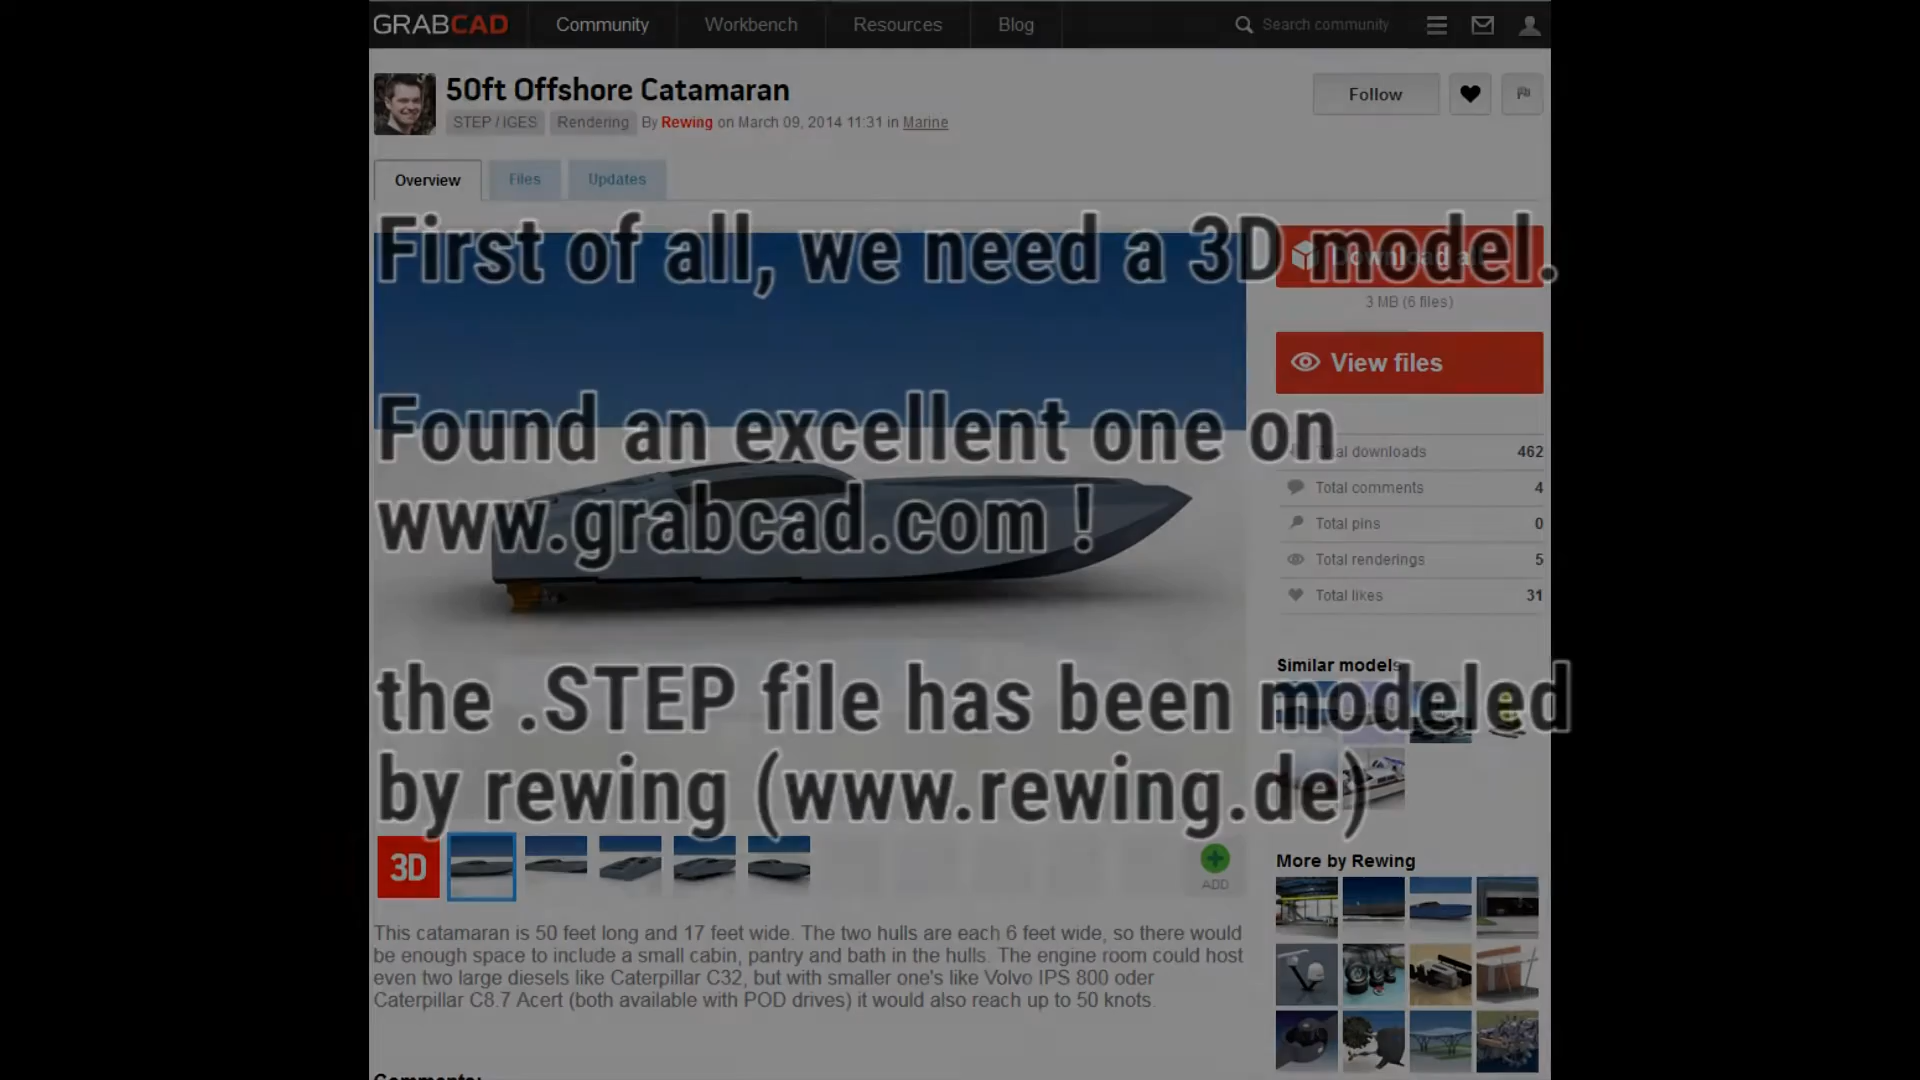 GRABCAD
Community
Workbench
Resources
Blog
Search community
50ft Offshore Catamaran
Follow
STEP / IGES
Rendering
By Rewing on March 09, 2014 11:31 in Marine
Overview
Files
Updates
First of all, we need a 3D model.
Download all
3 MB (6 files)
View files
Found an excellent one on
www.grabcad.com !
Total downloads 462
Total comments 4
Total pins 0
Total renderings 5
Total likes 31
Similar models
the .STEP file has been modeled
by rewing (www.rewing.de)
3D
ADD
More by Rewing
This catamaran is 50 feet long and 17 feet wide. The two hulls are each 6 feet wide, so there would
be enough space to include a small cabin, pantry and bath in the hulls. The engine room could host
even two large diesels like Caterpillar C32, but with smaller one's like Volvo IPS 800 oder
Caterpillar C8.7 Acert (both available with POD drives) it would also reach up to 50 knots.
Comments: